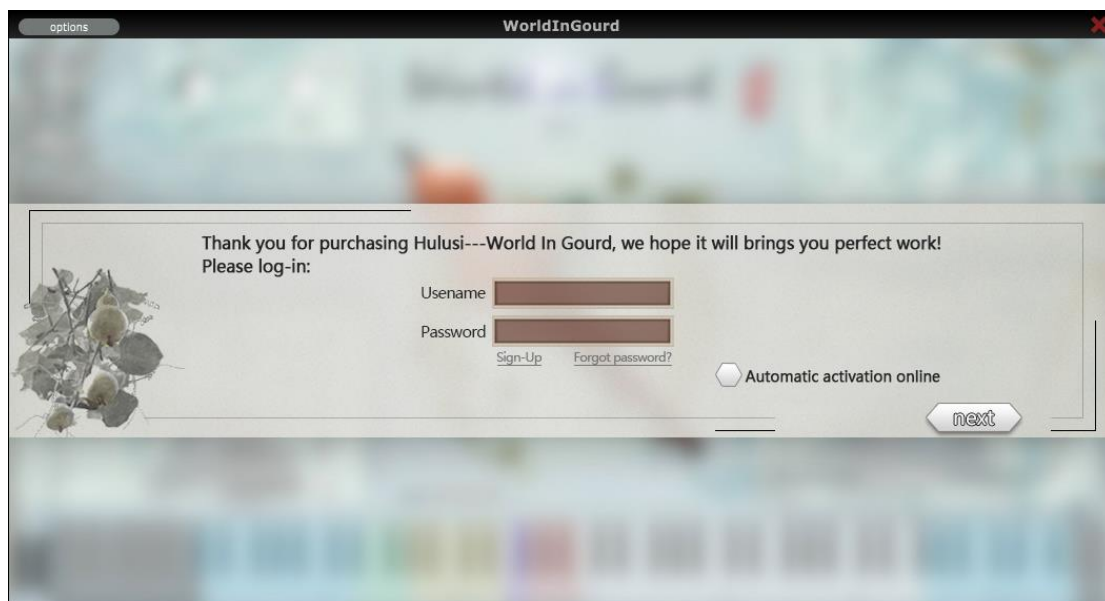 options
WorldInGourd
Thank you for purchasing Hulusi---World In Gourd, we hope it will brings you perfect work!
Please log-in:
Usename
Password
Sign-Up Forgot password?
Automatic activation online
next